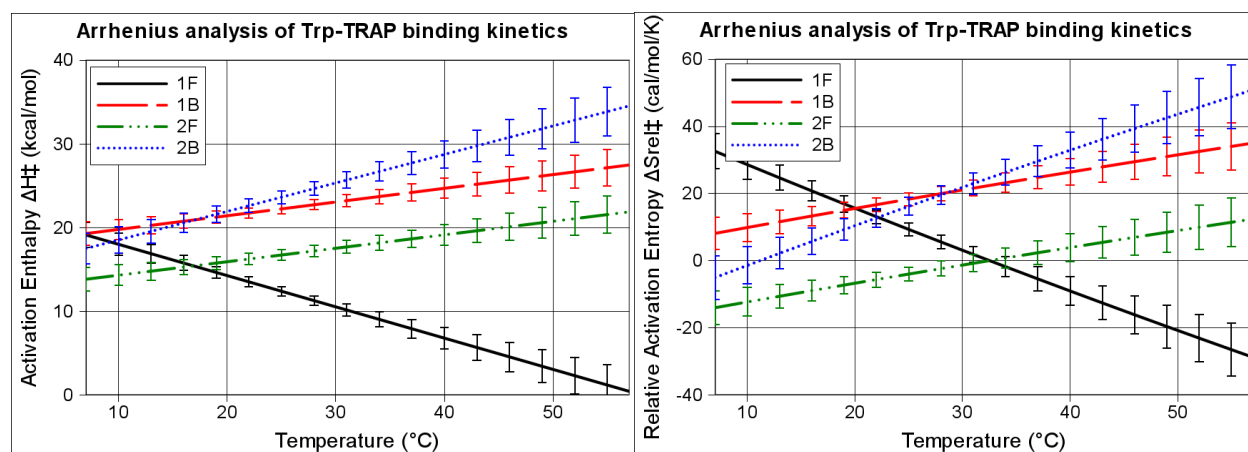 Arrhenius analysis of Trp-TRAP binding kinetics
Activation Enthalpy ΔH‡ (kcal/mol)
40
30
20
10
0
1F
1B
2F
2B
10 20 30 40 50
Temperature (°C)
Arrhenius analysis of Trp-TRAP binding kinetics
Relative Activation Entropy ΔSrel‡ (cal/mol/K)
60
40
20
0
-20
-40
1F
1B
2F
2B
10 20 30 40 50
Temperature (°C)